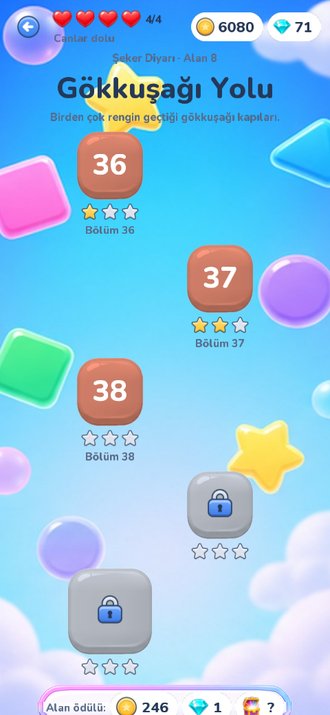 4/4
6080
71
Canlar dolu
Şeker Diyarı · Alan 8
Gökkuşağı Yolu
Birden çok rengin geçtiği gökkuşağı kapıları.
36
Bölüm 36
37
Bölüm 37
38
Bölüm 38
Alan ödülü: 246 1 ?